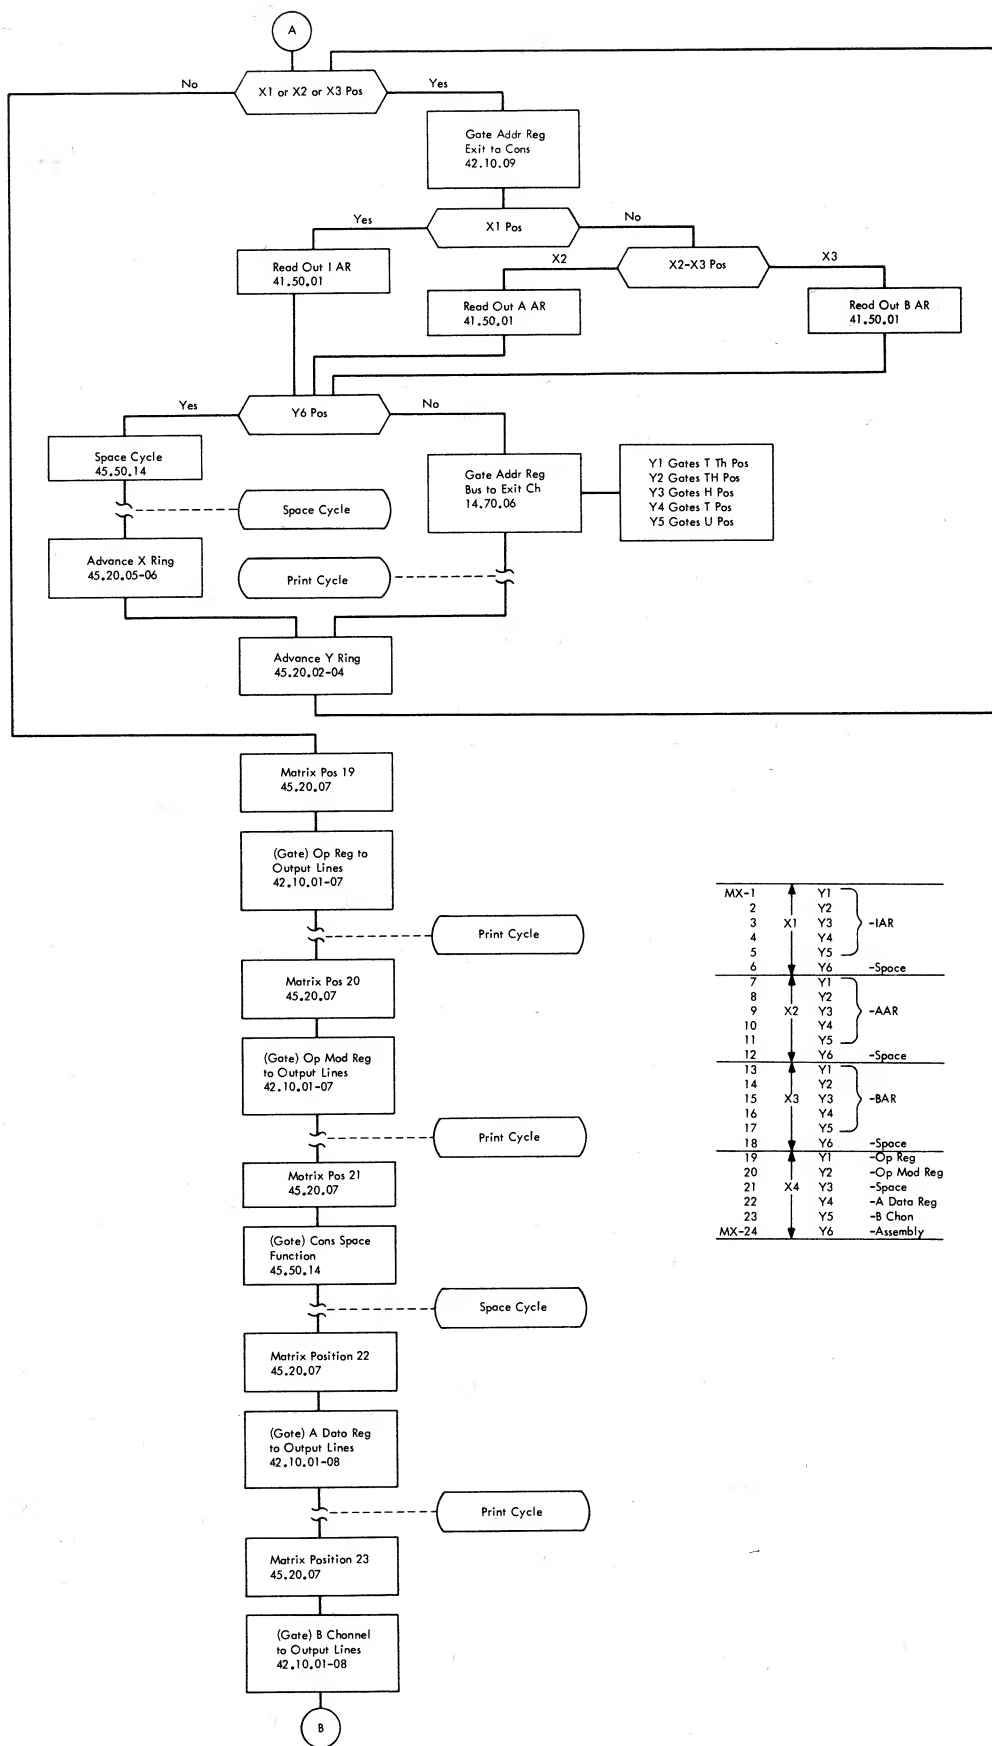 A
X1 or X2 or X3 Pos
No
Yes
Gate Addr Reg
Exit to Cons
42.10.09
X1 Pos
Yes
No
Read Out I AR
41.50.01
X2-X3 Pos
X2
X3
Read Out A AR
41.50.01
Read Out B AR
41.50.01
Y6 Pos
Yes
No
Space Cycle
45.50.14
Gate Addr Reg
Bus to Exit Ch
14.70.06
Y1 Gates T Th Pos
Y2 Gates TH Pos
Y3 Gates H Pos
Y4 Gates T Pos
Y5 Gates U Pos
Space Cycle
Advance X Ring
45.20.05-06
Print Cycle
Advance Y Ring
45.20.02-04
Matrix Pos 19
45.20.07
(Gate) Op Reg to
Output Lines
42.10.01-07
Print Cycle
Matrix Pos 20
45.20.07
(Gate) Op Mod Reg
to Output Lines
42.10.01-07
Print Cycle
Matrix Pos 21
45.20.07
(Gate) Cons Space
Function
45.50.14
Space Cycle
Matrix Position 22
45.20.07
(Gate) A Data Reg
to Output Lines
42.10.01-08
Print Cycle
Matrix Position 23
45.20.07
(Gate) B Channel
to Output Lines
42.10.01-08
B
MX-1 Y1
2 Y2
3 X1 Y3 -IAR
4 Y4
5 Y5
6 Y6 -Space
7 Y1
8 Y2
9 X2 Y3 -AAR
10 Y4
11 Y5
12 Y6 -Space
13 Y1
14 Y2
15 X3 Y3 -BAR
16 Y4
17 Y5
18 Y6 -Space
19 Y1 -Op Reg
20 Y2 -Op Mod Reg
21 X4 Y3 -Space
22 Y4 -A Data Reg
23 Y5 -B Chan
MX-24 Y6 -Assembly